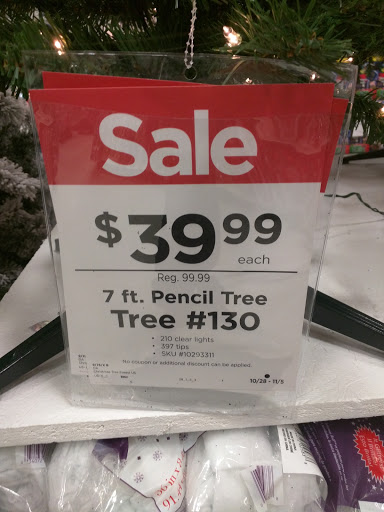 Sale
$39.99
each
Reg. 99.99
7 ft. Pencil Tree
Tree #130
• 210 clear lights
• 397 tips
• SKU #10293311
No coupon or additional discount can be applied.
10/28 - 11/3